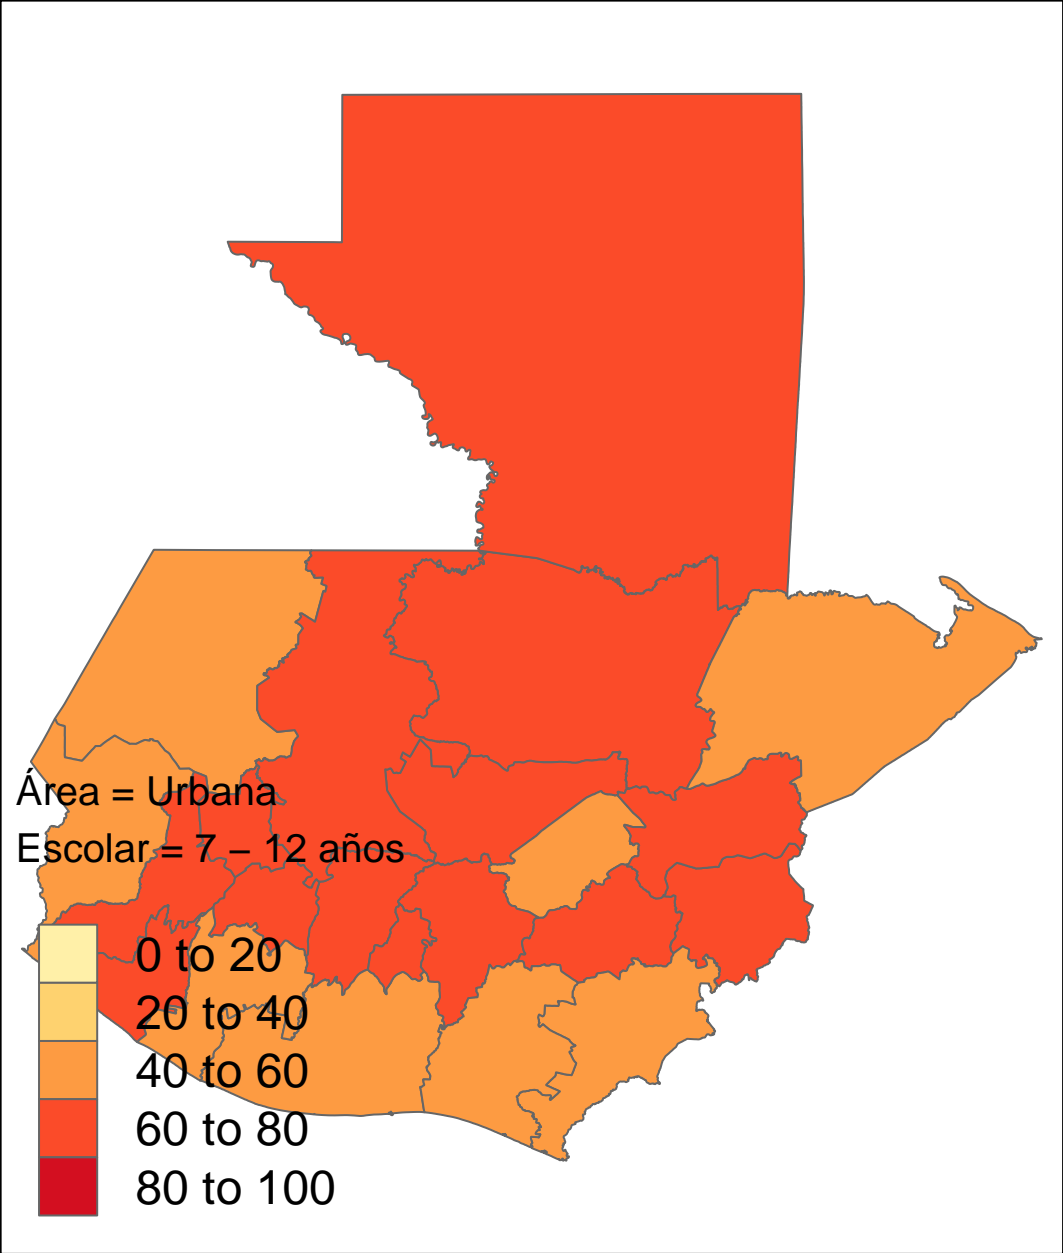 Área = Urbana
Escolar = 7 – 12 años
0 to 20
20 to 40
40 to 60
60 to 80
80 to 100